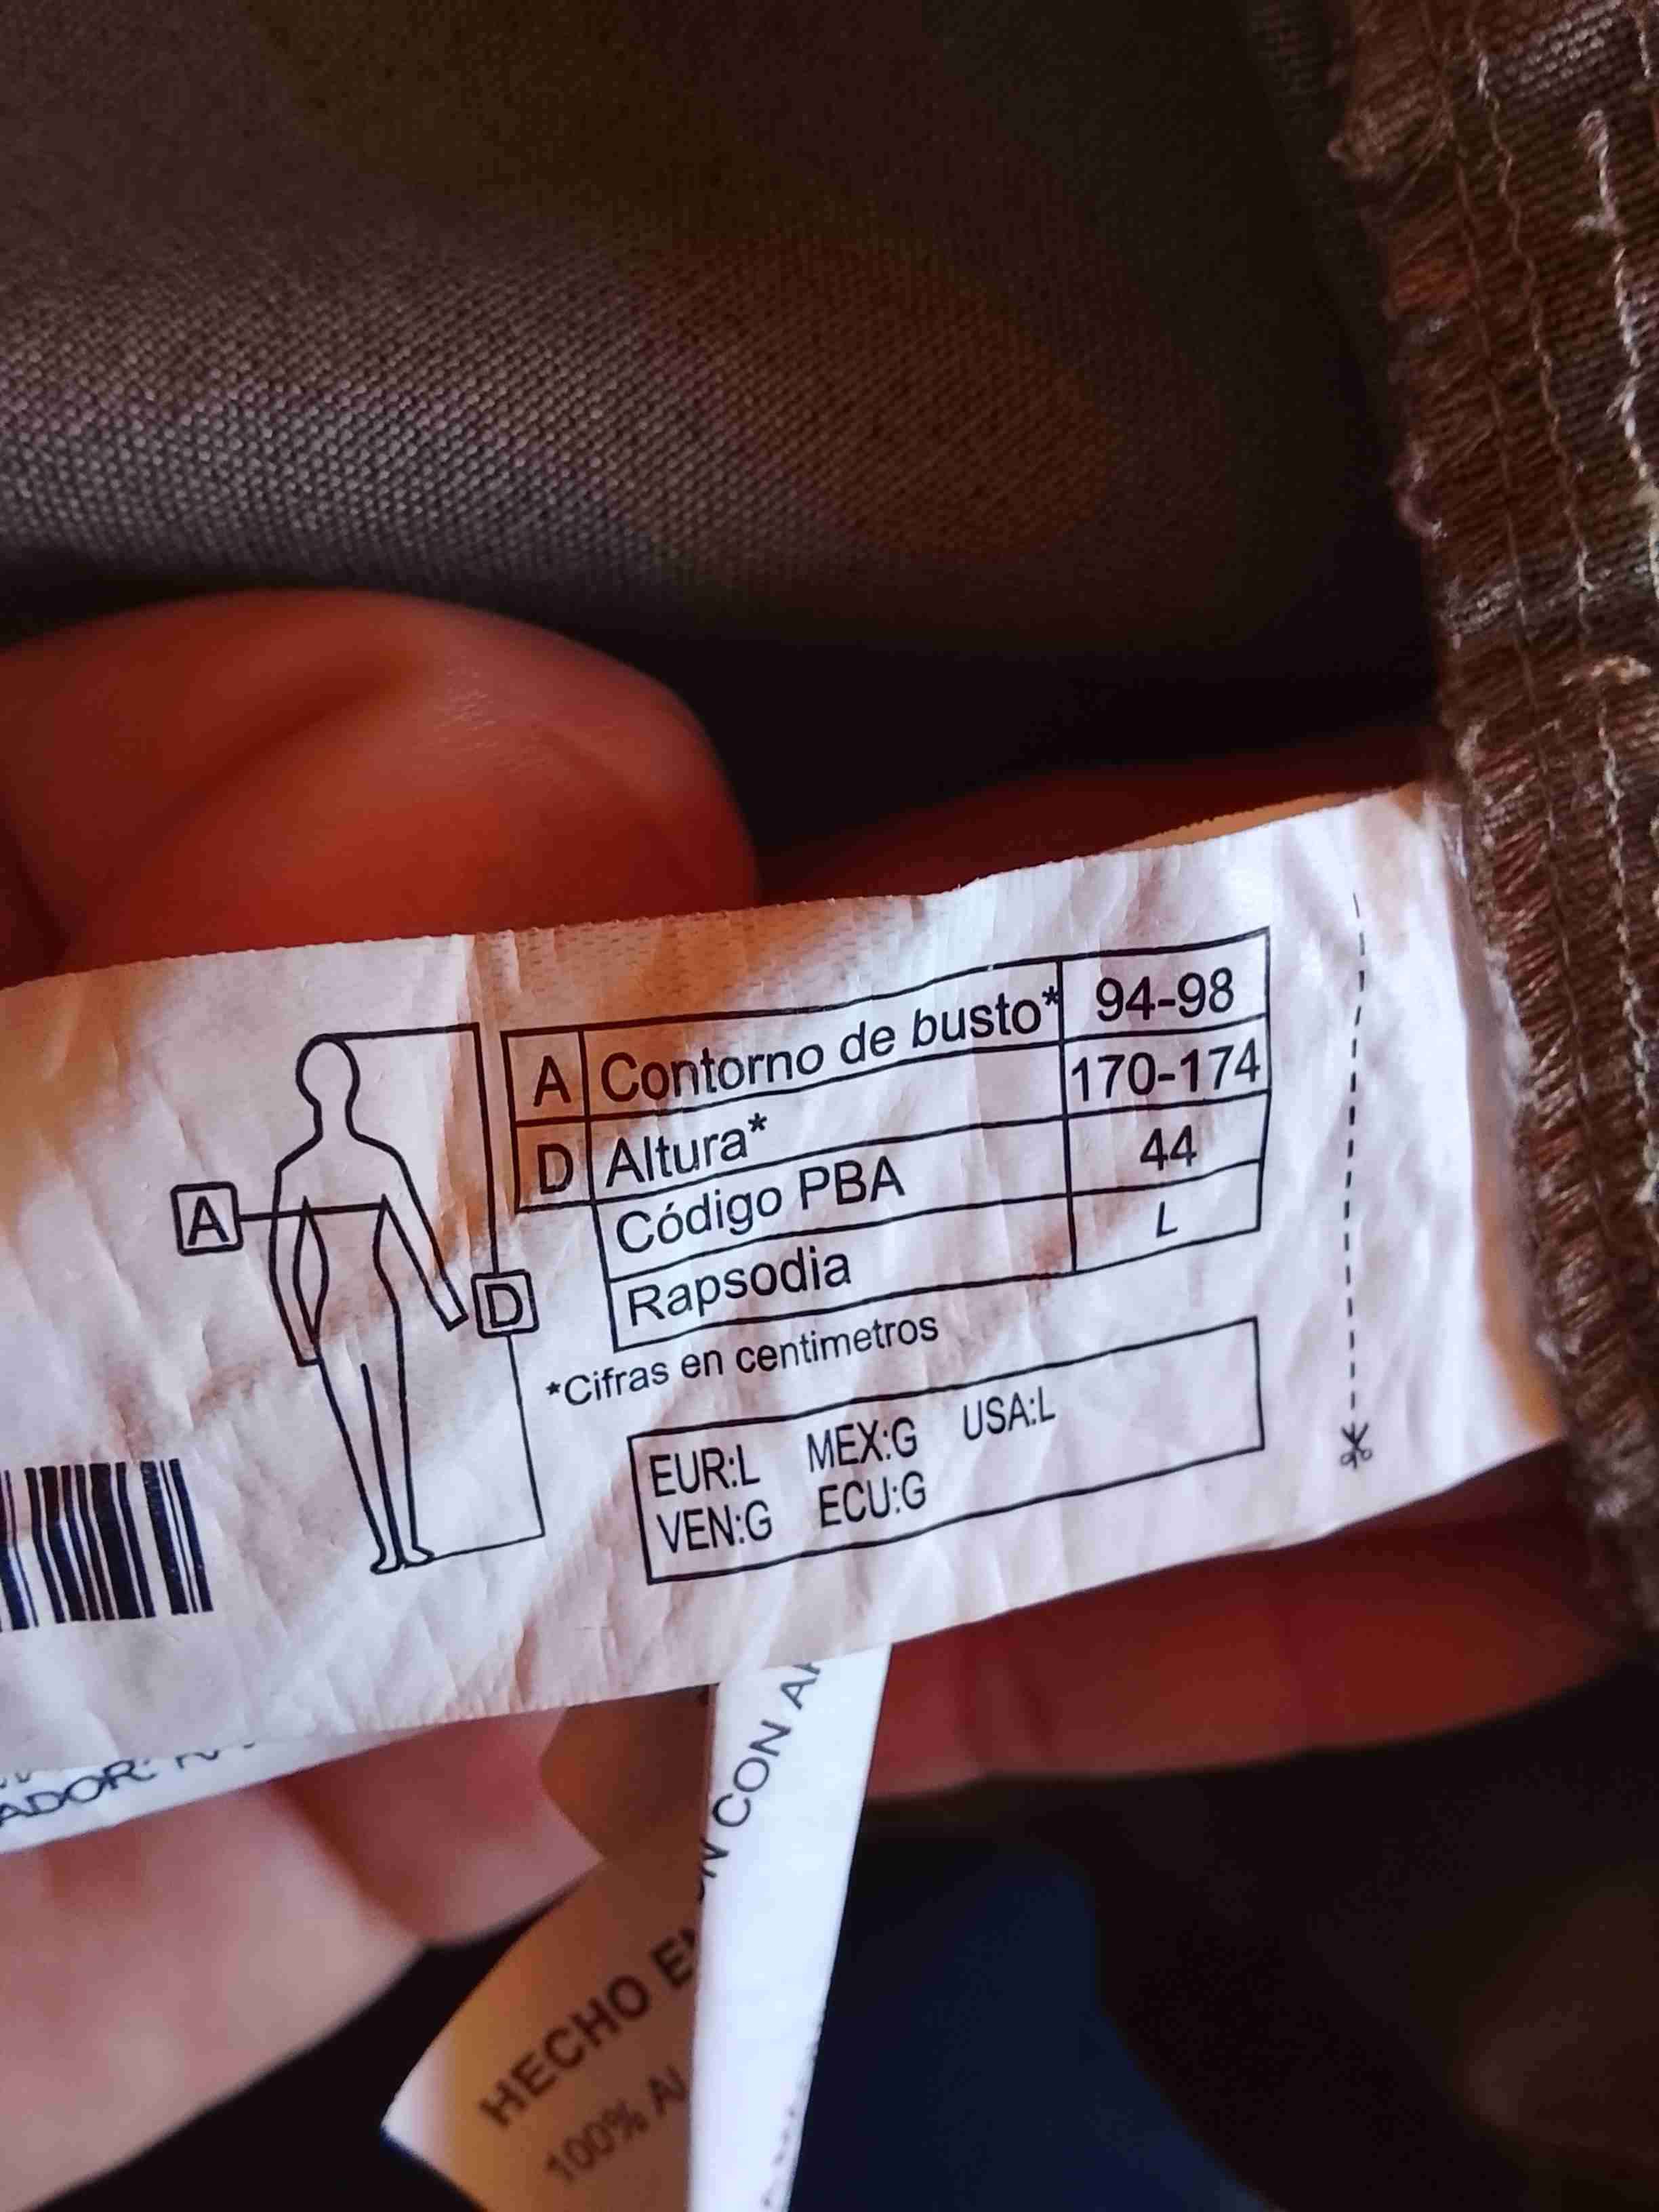 A Contorno de busto* 94-98
D Altura* 170-174
Código PBA 44
Rapsodia L
*Cifras en centimetros
A
D
EUR:L MEX:G USA:L
VEN:G ECU:G
CON
HECHO
100%